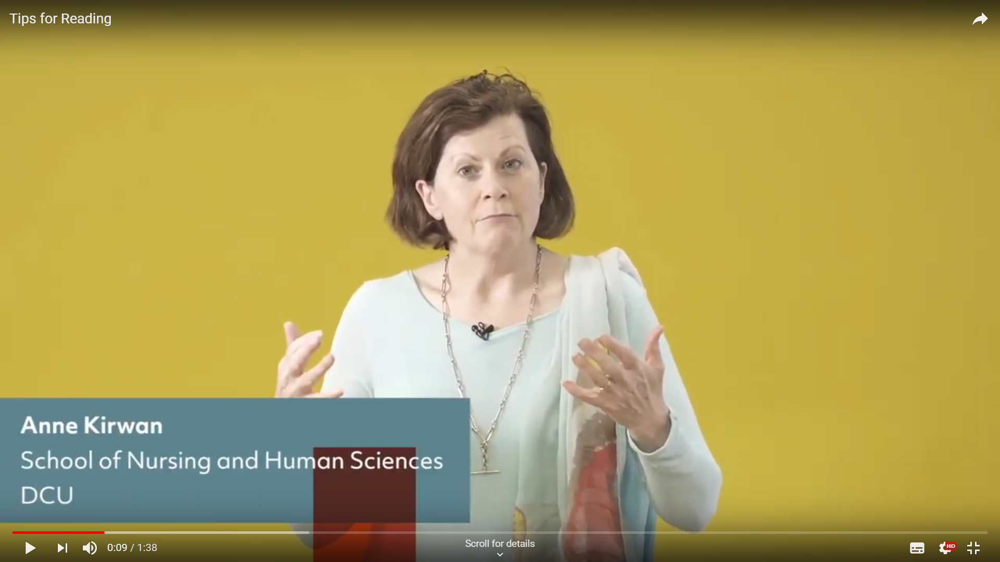 Tips for Reading
Anne Kirwan
School of Nursing and Human Sciences
DCU
0:09 / 1:38
Scroll for details
HD